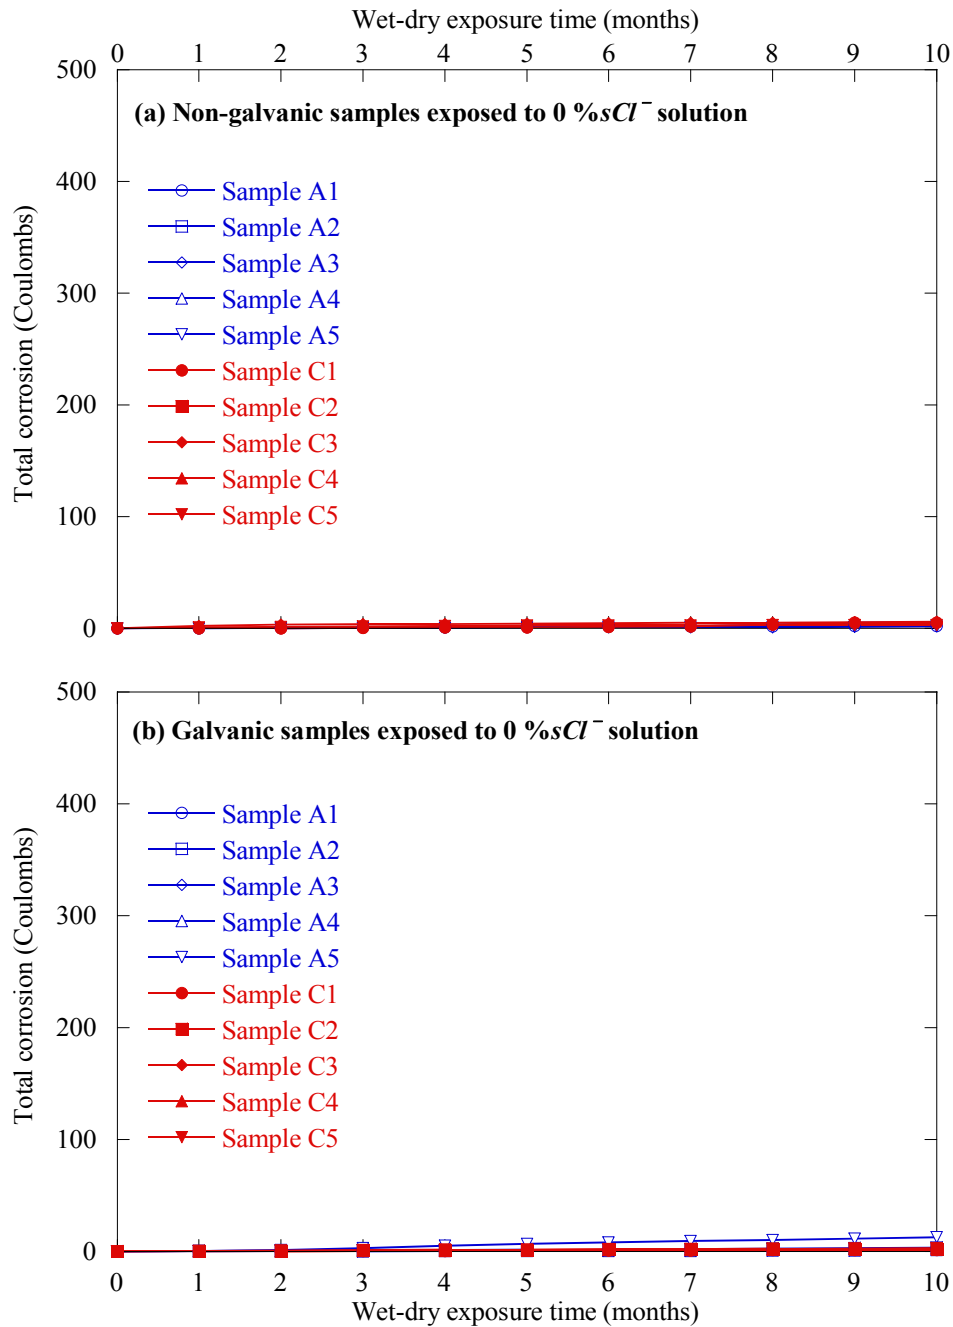 Wet-dry exposure time (months)
0 1 2 3 4 5 6 7 8 9 10
500
(a) Non-galvanic samples exposed to 0 %sCl⁻ solution
400
Sample A1
Sample A2
Sample A3
300
Sample A4
Sample A5
Total corrosion (Coulombs)
Sample C1
200
Sample C2
Sample C3
Sample C4
100
Sample C5
0
500
(b) Galvanic samples exposed to 0 %sCl⁻ solution
400
Sample A1
Sample A2
Sample A3
300
Sample A4
Sample A5
Total corrosion (Coulombs)
Sample C1
200
Sample C2
Sample C3
Sample C4
100
Sample C5
0
0 1 2 3 4 5 6 7 8 9 10
Wet-dry exposure time (months)